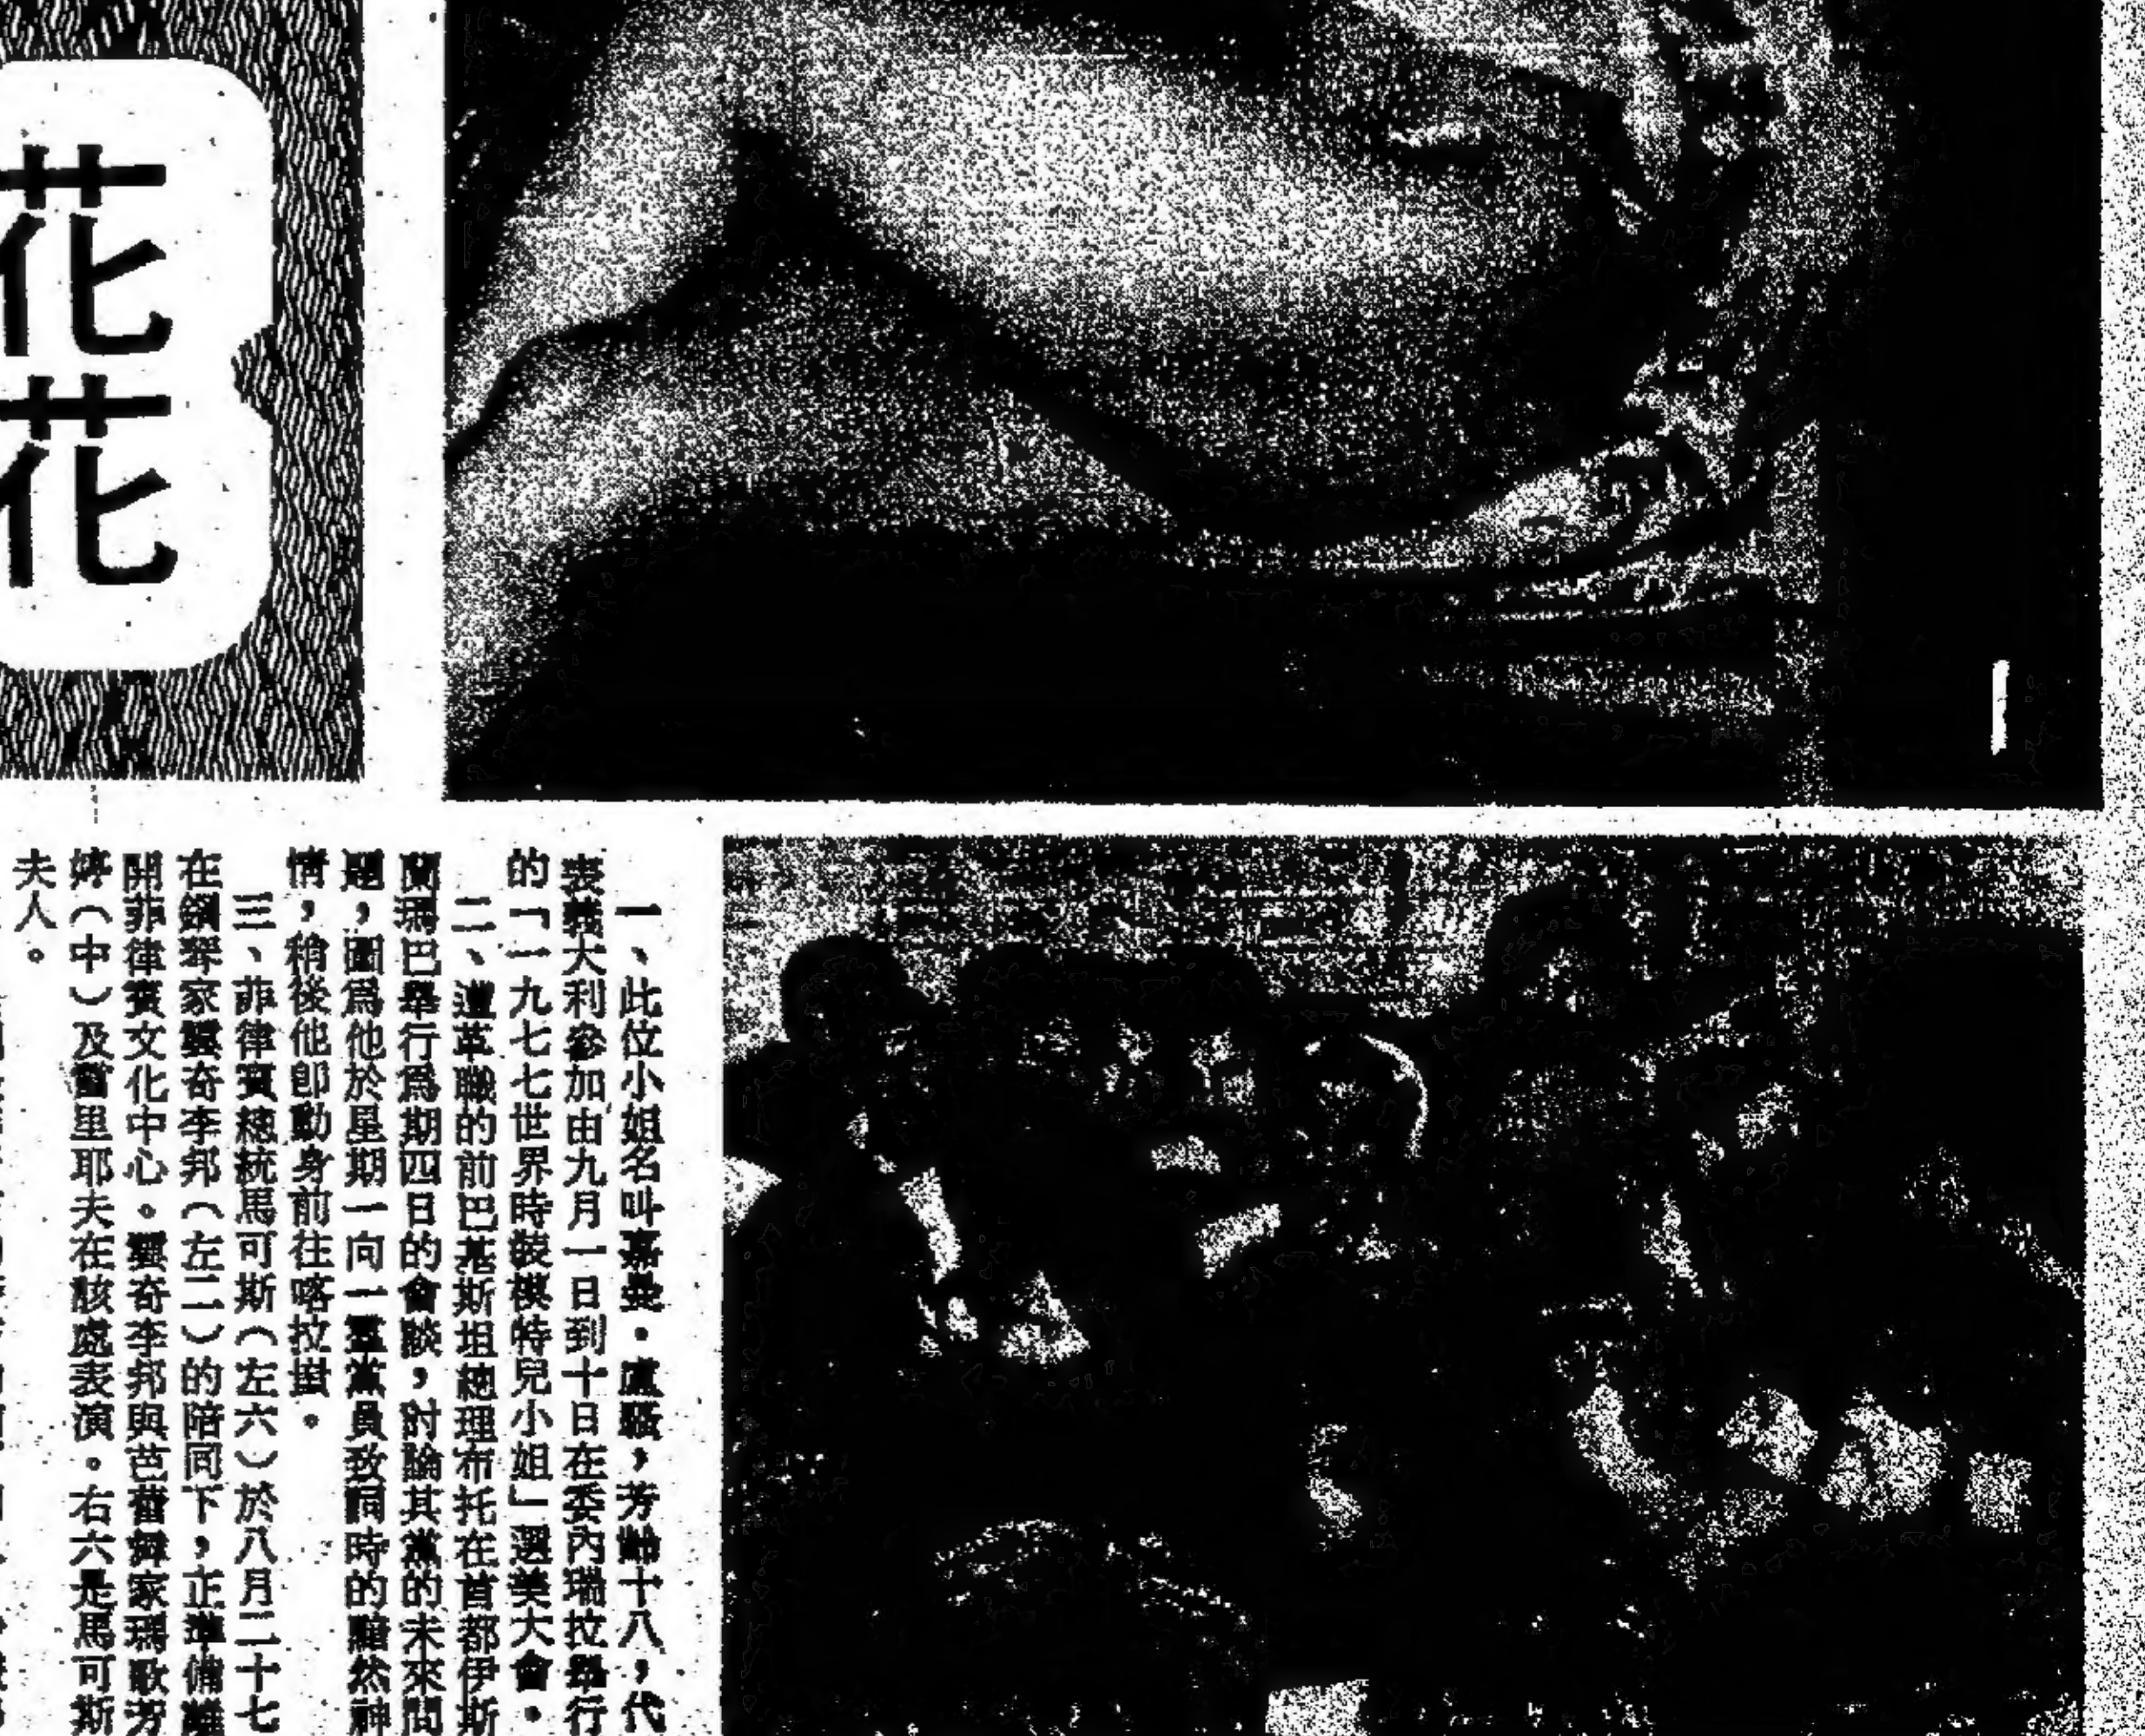 花花
一、此位小姐名叫嘉曼·盧騷，芳齡十八，代
表義大利參加由九月一日到十日在委內瑞拉舉行
的「一九七七世界時裝模特兒小姐」選美大會。
二、遭革職的前巴基斯坦總理布托在首都伊斯
蘭瑪巴舉行爲期四日的會談，討論其黨的未來問
題，圖爲他於星期一向一羣黨員致詞時的黯然神
情，稍後他卽動身前往喀拉蚩。
三、菲律賓總統馬可斯（左六）於八月二十七
在鋼琴家奇李邦（左二）的陪同下，正準備離
開菲律賓文化中心。奇李邦與芭蕾舞家瑪歌芳
婷（中）及里耶夫在該處表演。右六是馬可斯
夫人。